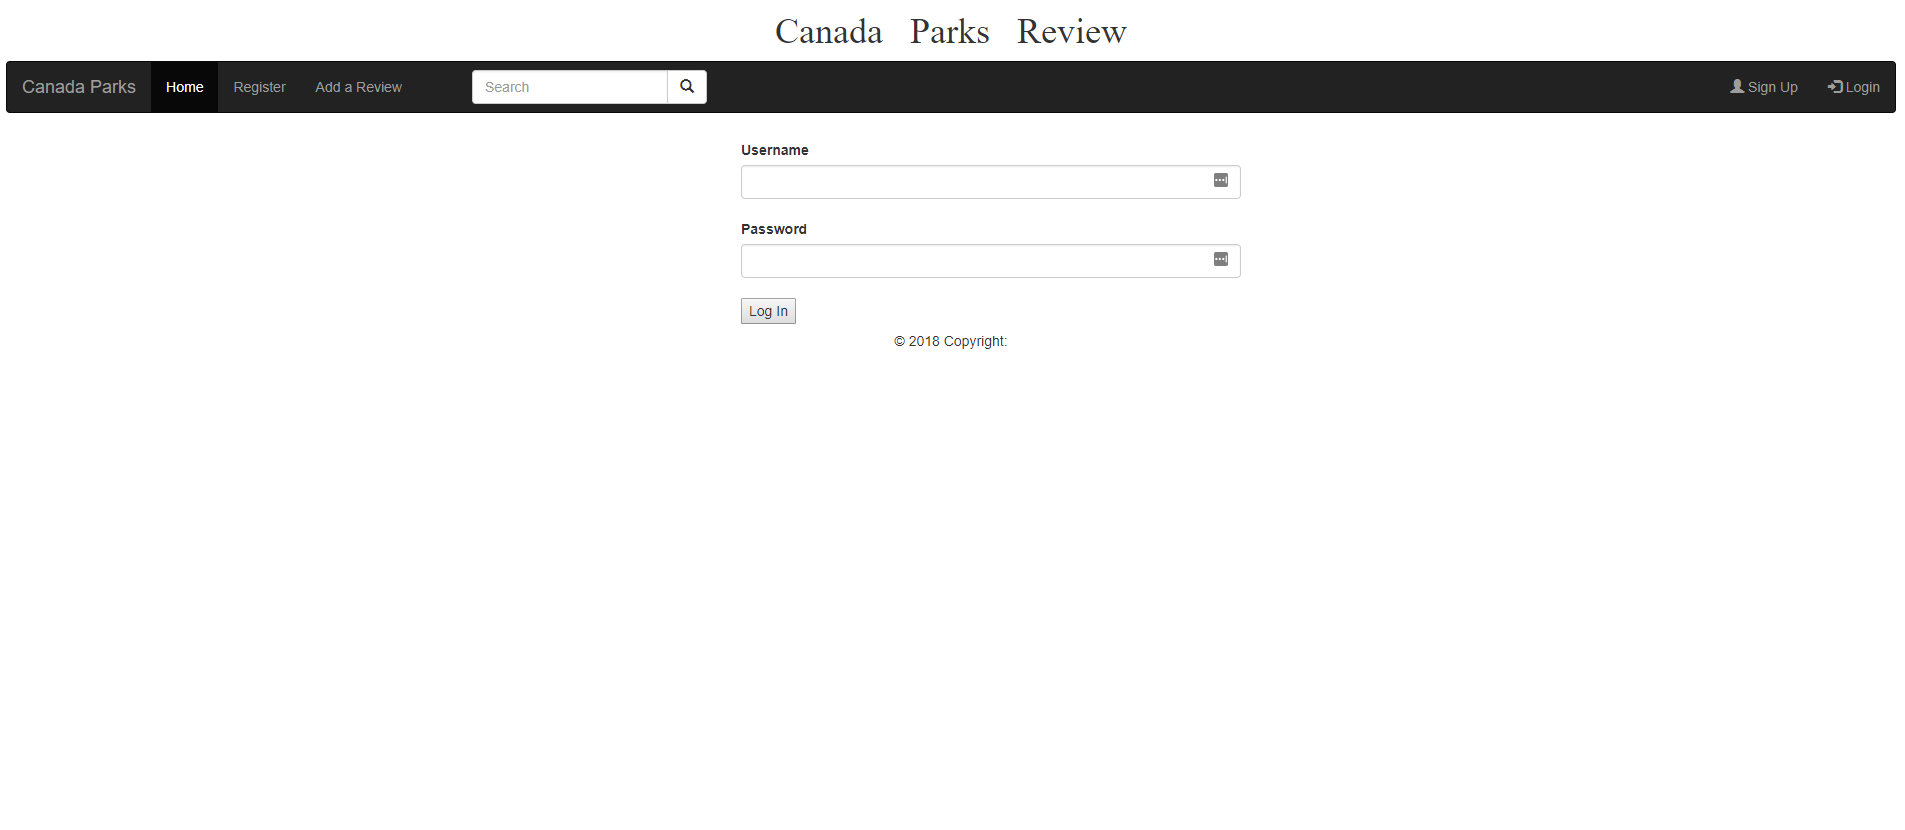 Canada Parks Review
Canada Parks Home Register Add a Review Search Sign Up Login
Username
Password
Log In
© 2018 Copyright: